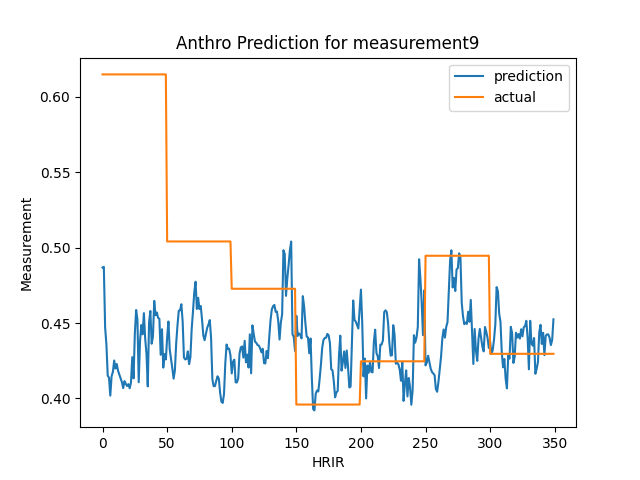 Anthro Prediction for measurement9
prediction
actual
Measurement
0.60
0.55
0.50
0.45
0.40
0 50 100 150 200 250 300 350
HRIR